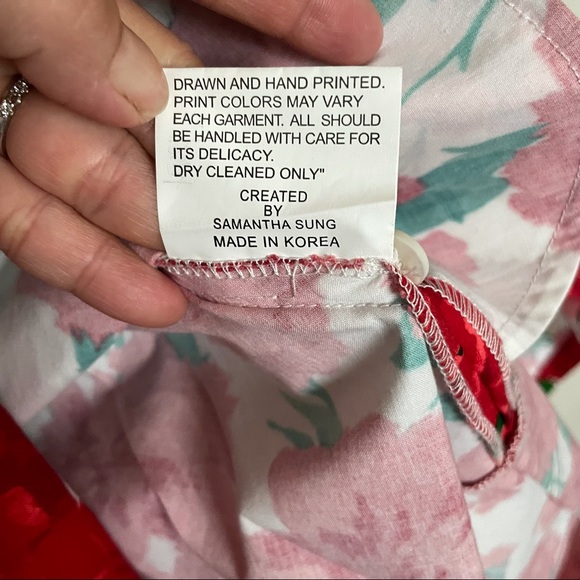 DRAWN AND HAND PRINTED.
PRINT COLORS MAY VARY
EACH GARMENT. ALL SHOULD
BE HANDLED WITH CARE FOR
ITS DELICACY.
DRY CLEANED ONLY"
CREATED
BY
SAMANTHA SUNG
MADE IN KOREA